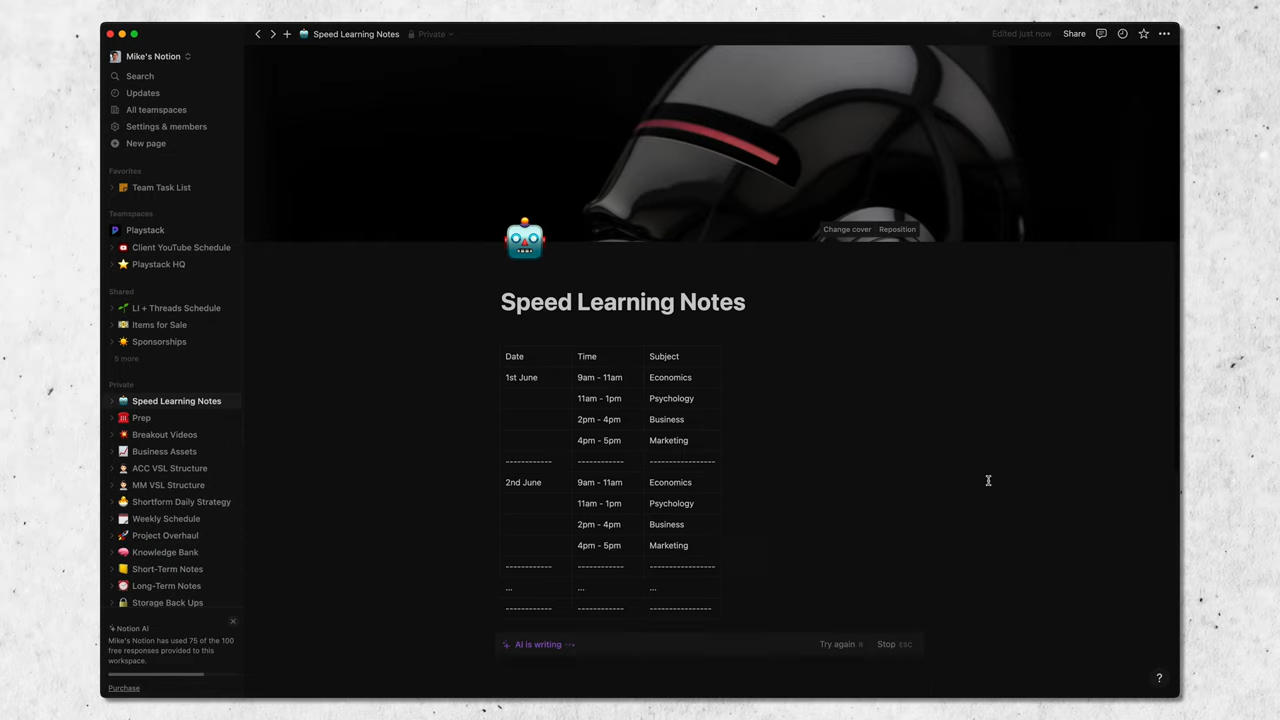 Mike's Notion
Search
Updates
All teamspaces
Settings & members
New page
Favorites
Team Task List
Teamspaces
Playstack
Client YouTube Schedule
Playstack HQ
Shared
LI + Threads Schedule
Items for Sale
Sponsorships
5 more
Private
Speed Learning Notes
Prep
Breakout Videos
Business Assets
ACC VSL Structure
MM VSL Structure
Shortform Daily Strategy
Weekly Schedule
Project Overhaul
Knowledge Bank
Short-Term Notes
Long-Term Notes
Storage Back Ups
Notion AI
Mike's Notion has used 75 of the 100
free responses provided to this
workspace.
Purchase
Speed Learning Notes Private
Edited just now Share
Change cover Reposition
Speed Learning Notes
Date Time Subject
1st June 9am - 11am Economics
11am - 1pm Psychology
2pm - 4pm Business
4pm - 5pm Marketing
------------ ------------ -----------------
2nd June 9am - 11am Economics
11am - 1pm Psychology
2pm - 4pm Business
4pm - 5pm Marketing
------------ ------------ -----------------
... ... ...
------------ ------------ ----------------
AI is writing Try again R Stop ESC
?